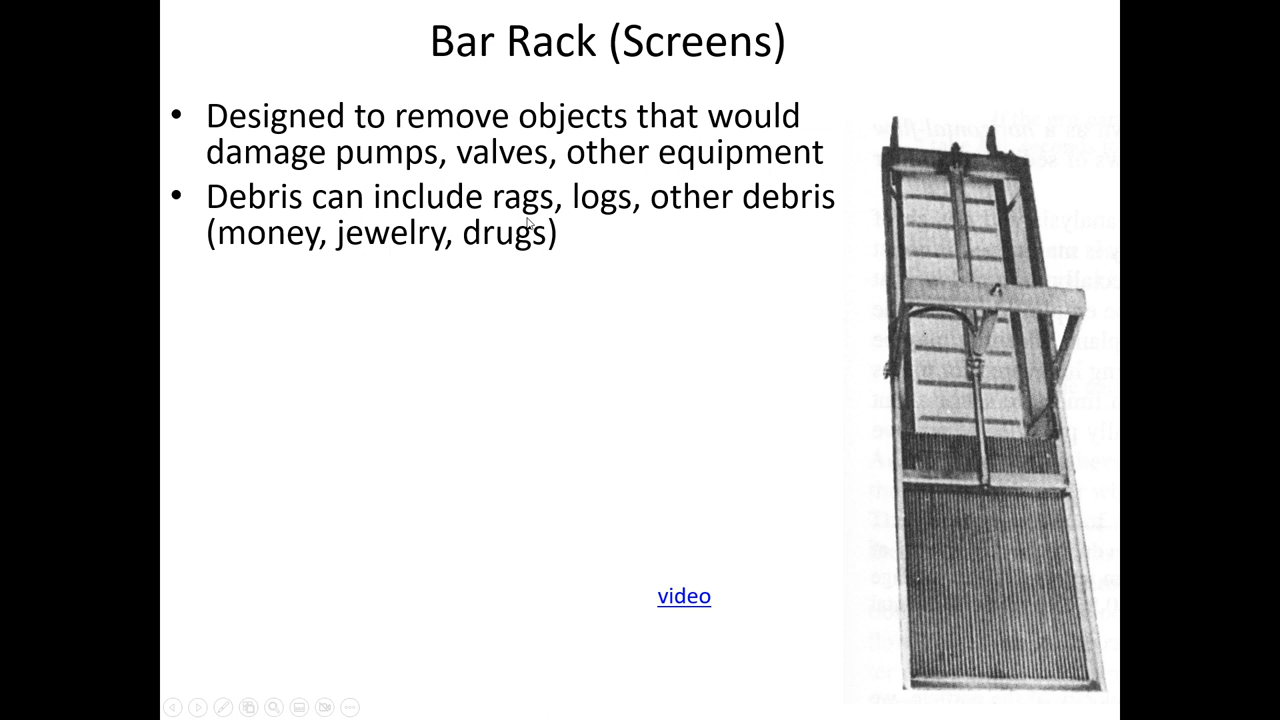 Bar Rack (Screens)
• Designed to remove objects that would
damage pumps, valves, other equipment
• Debris can include rags, logs, other debris
(money, jewelry, drugs)
video